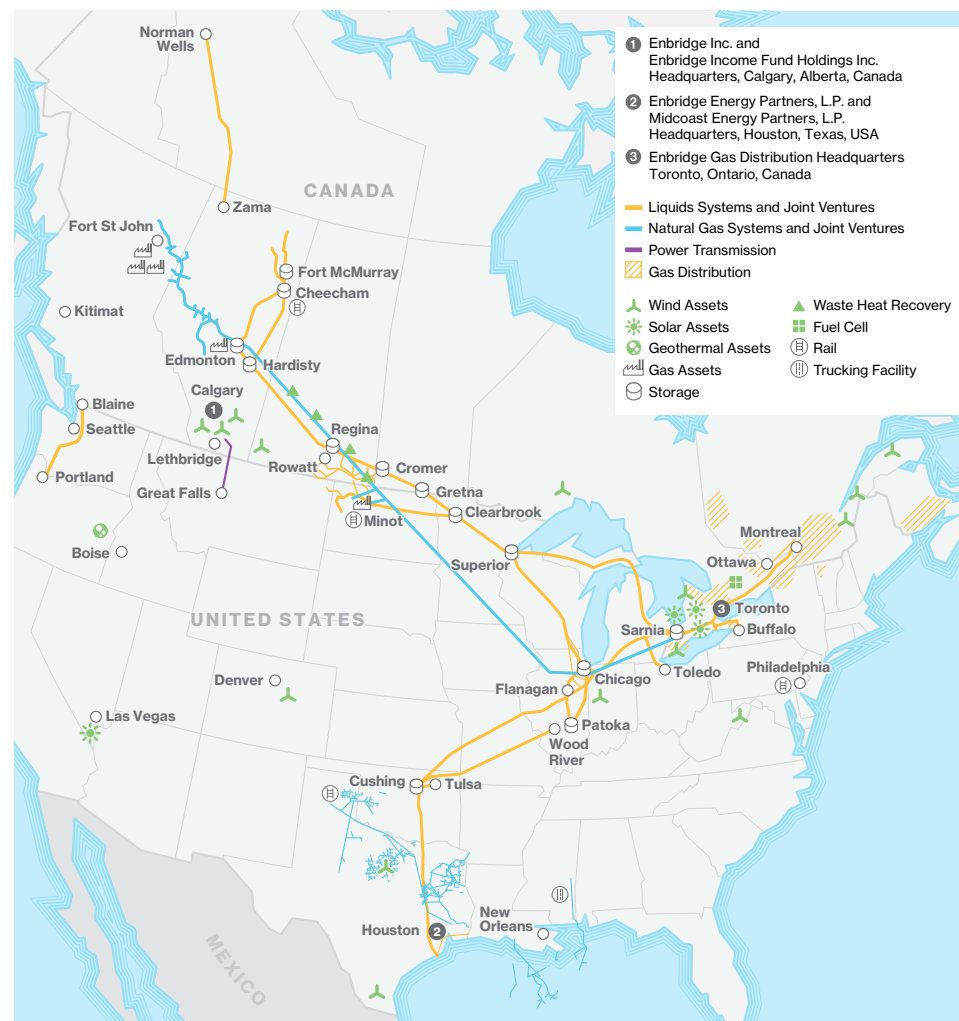 Norman
Wells
1 Enbridge Inc. and
Enbridge Income Fund Holdings Inc.
Headquarters, Calgary, Alberta, Canada
2 Enbridge Energy Partners, L.P. and
Midcoast Energy Partners, L.P.
Headquarters, Houston, Texas, USA
3 Enbridge Gas Distribution Headquarters
Toronto, Ontario, Canada
Liquids Systems and Joint Ventures
Natural Gas Systems and Joint Ventures
Power Transmission
Gas Distribution
Wind Assets
Waste Heat Recovery
Solar Assets
Fuel Cell
Geothermal Assets
Rail
Gas Assets
Trucking Facility
Storage
CANADA
Zama
Fort St John
Fort McMurray
Cheecham
Kitimat
Edmonton
Hardisty
Calgary
1
Blaine
Seattle
Regina
Lethbridge
Rowatt
Cromer
Portland
Great Falls
Gretna
Clearbrook
Minot
Montreal
Boise
Superior
Ottawa
UNITED STATES
3 Toronto
Sarnia
Buffalo
Philadelphia
Denver
Chicago
Toledo
Flanagan
Las Vegas
Patoka
Wood
River
Cushing
Tulsa
New
Orleans
Houston 2
MEXICO